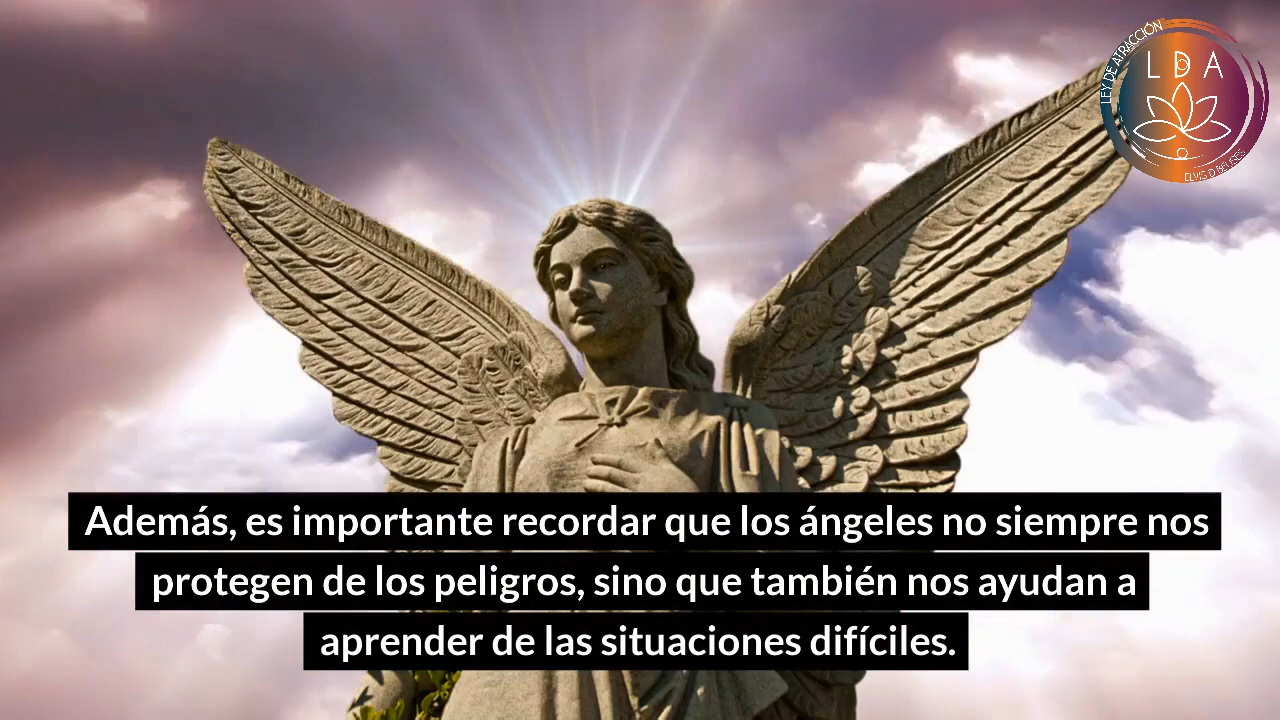 LEY DE ATRACCIÓN
LDA
Además, es importante recordar que los ángeles no siempre nos
protegen de los peligros, sino que también nos ayudan a
aprender de las situaciones difíciles.